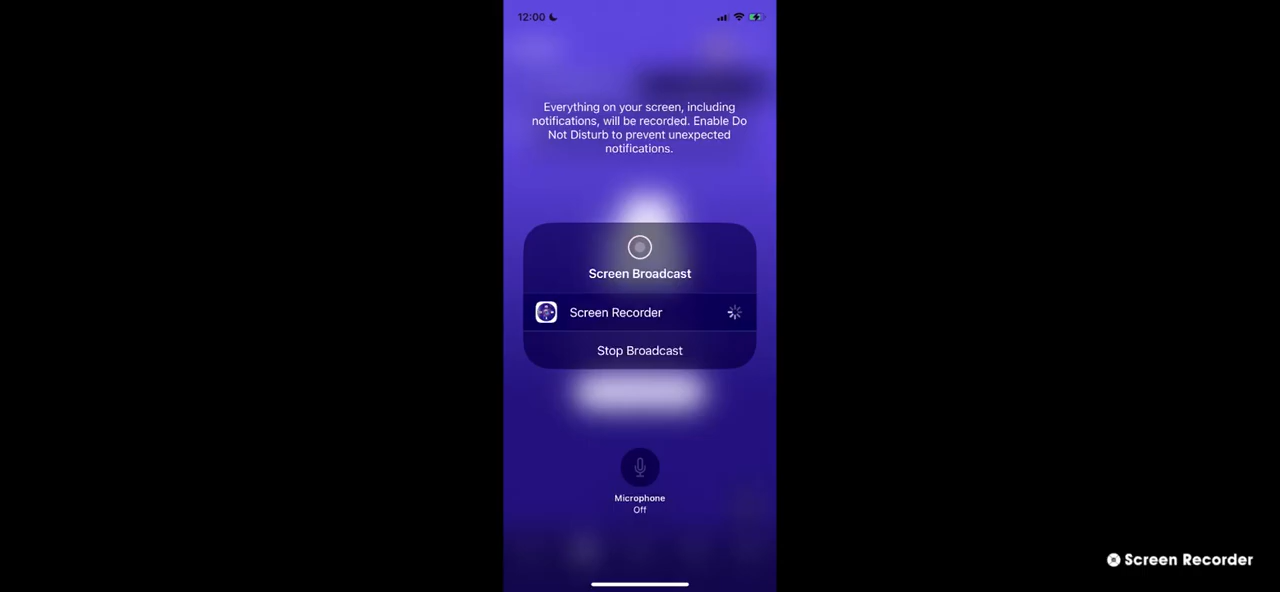 12:00
Everything on your screen, including
notifications, will be recorded. Enable Do
Not Disturb to prevent unexpected
notifications.
Screen Broadcast
Screen Recorder
Stop Broadcast
Microphone
Off
Screen Recorder